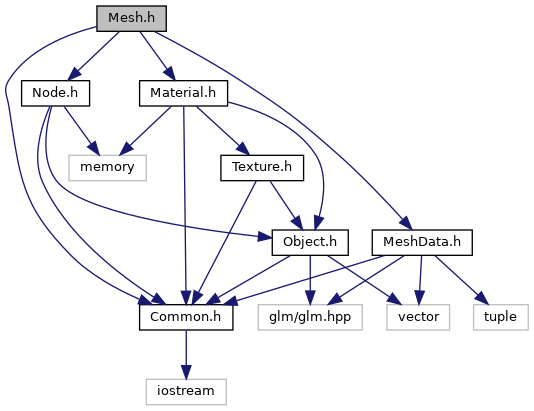 Mesh.h
Node.h
Material.h
memory
Texture.h
Object.h
MeshData.h
Common.h
glm/glm.hpp
vector
tuple
iostream